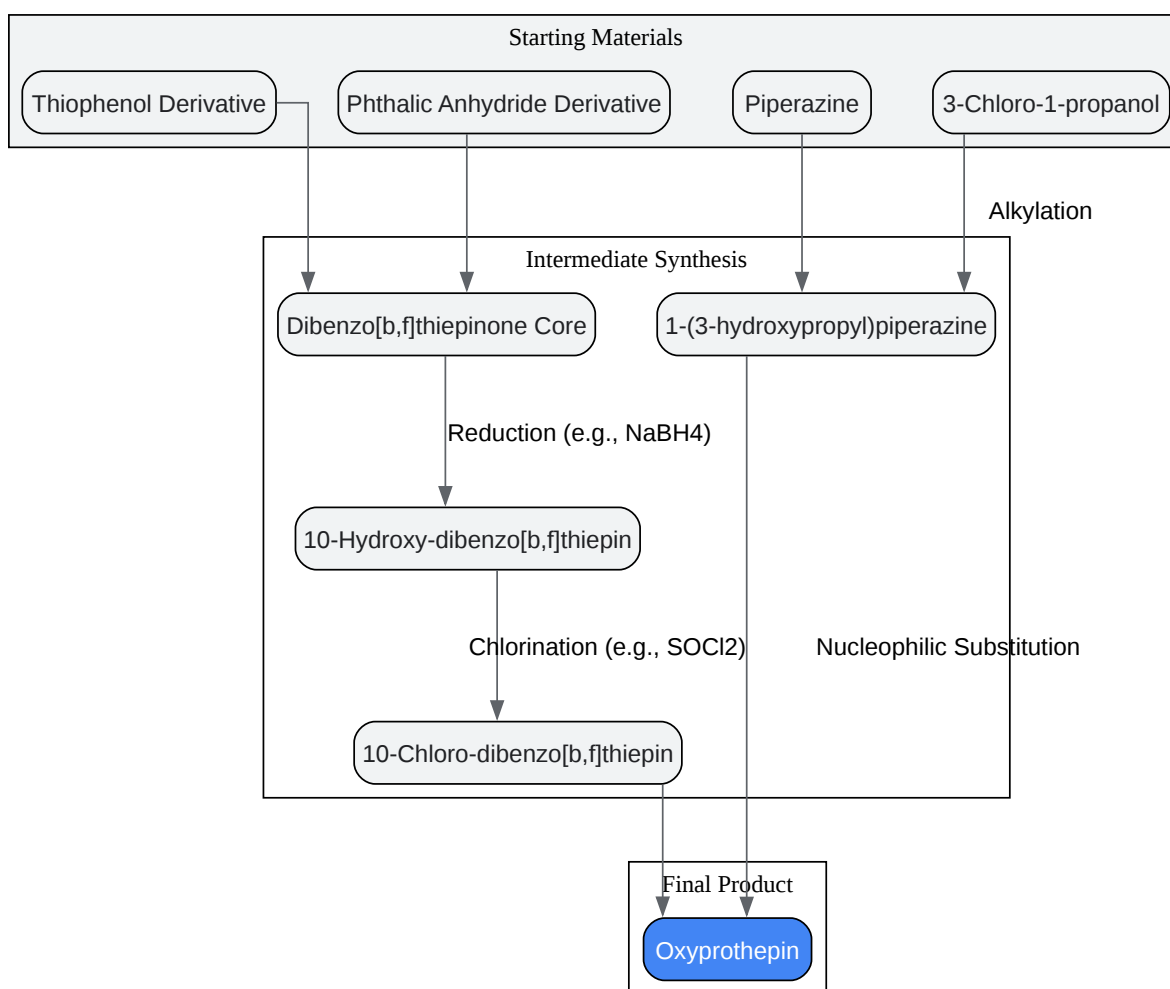 Starting Materials
Thiophenol Derivative
Phthalic Anhydride Derivative
Piperazine
3-Chloro-1-propanol
Alkylation
Intermediate Synthesis
Dibenzo[b,f]thiepinone Core
1-(3-hydroxypropyl)piperazine
Reduction (e.g., NaBH4)
10-Hydroxy-dibenzo[b,f]thiepin
Chlorination (e.g., SOCl2)
Nucleophilic Substitution
10-Chloro-dibenzo[b,f]thiepin
Final Product
Oxyprothepin